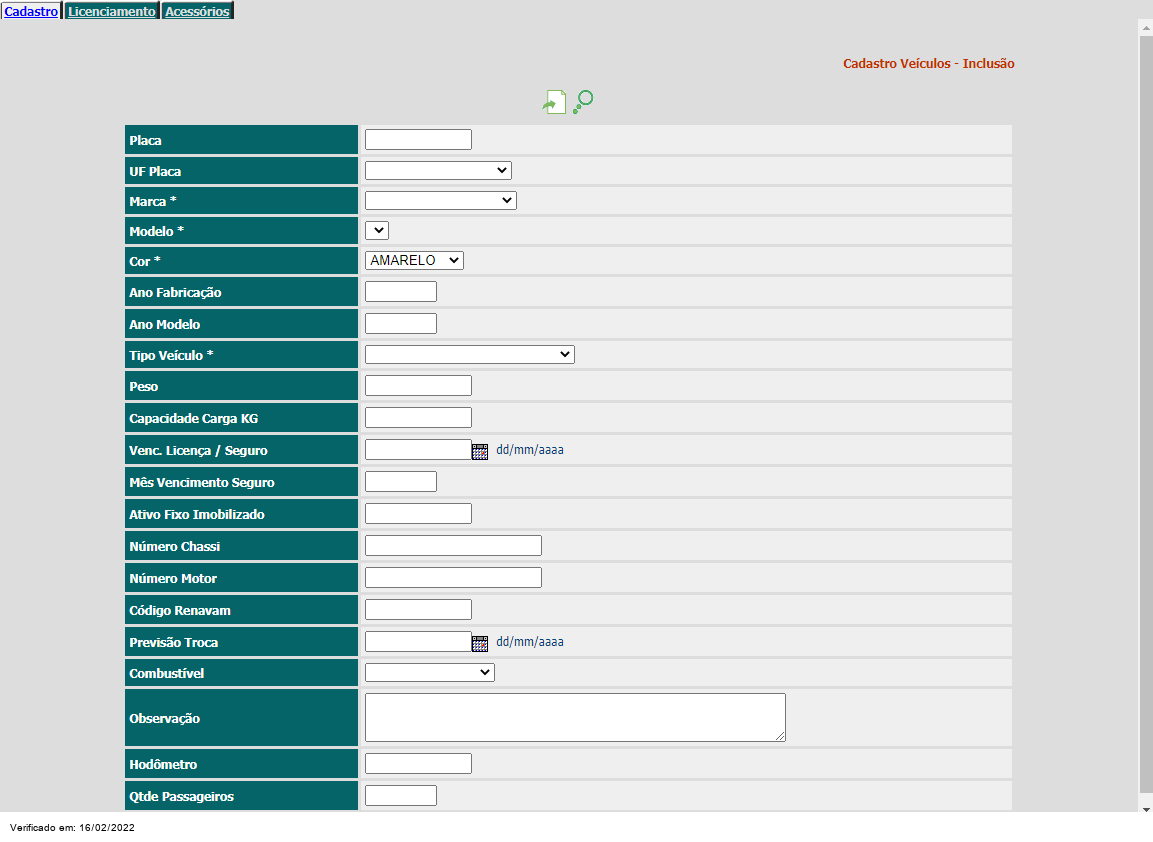 Cadastro Licenciamento Acessórios
Cadastro Veículos - Inclusão
Placa
UF Placa
Marca *
Modelo *
Cor * AMARELO
Ano Fabricação
Ano Modelo
Tipo Veículo *
Peso
Capacidade Carga KG
Venc. Licença / Seguro dd/mm/aaaa
Mês Vencimento Seguro
Ativo Fixo Imobilizado
Número Chassi
Número Motor
Código Renavam
Previsão Troca dd/mm/aaaa
Combustível
Observação
Hodômetro
Qtde Passageiros
Verificado em: 16/02/2022